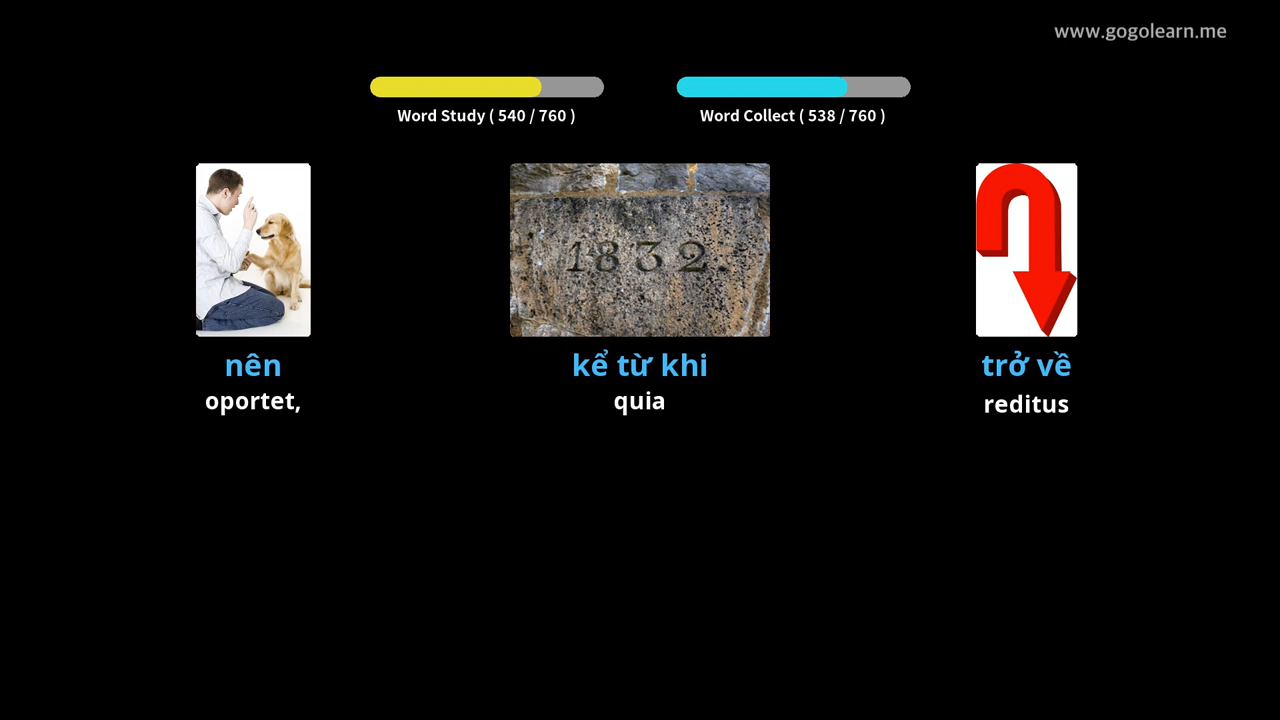 www.gogolearn.me
Word Study ( 540 / 760 )
Word Collect ( 538 / 760 )
1832.
nên
oportet,
kể từ khi
quia
trở về
reditus